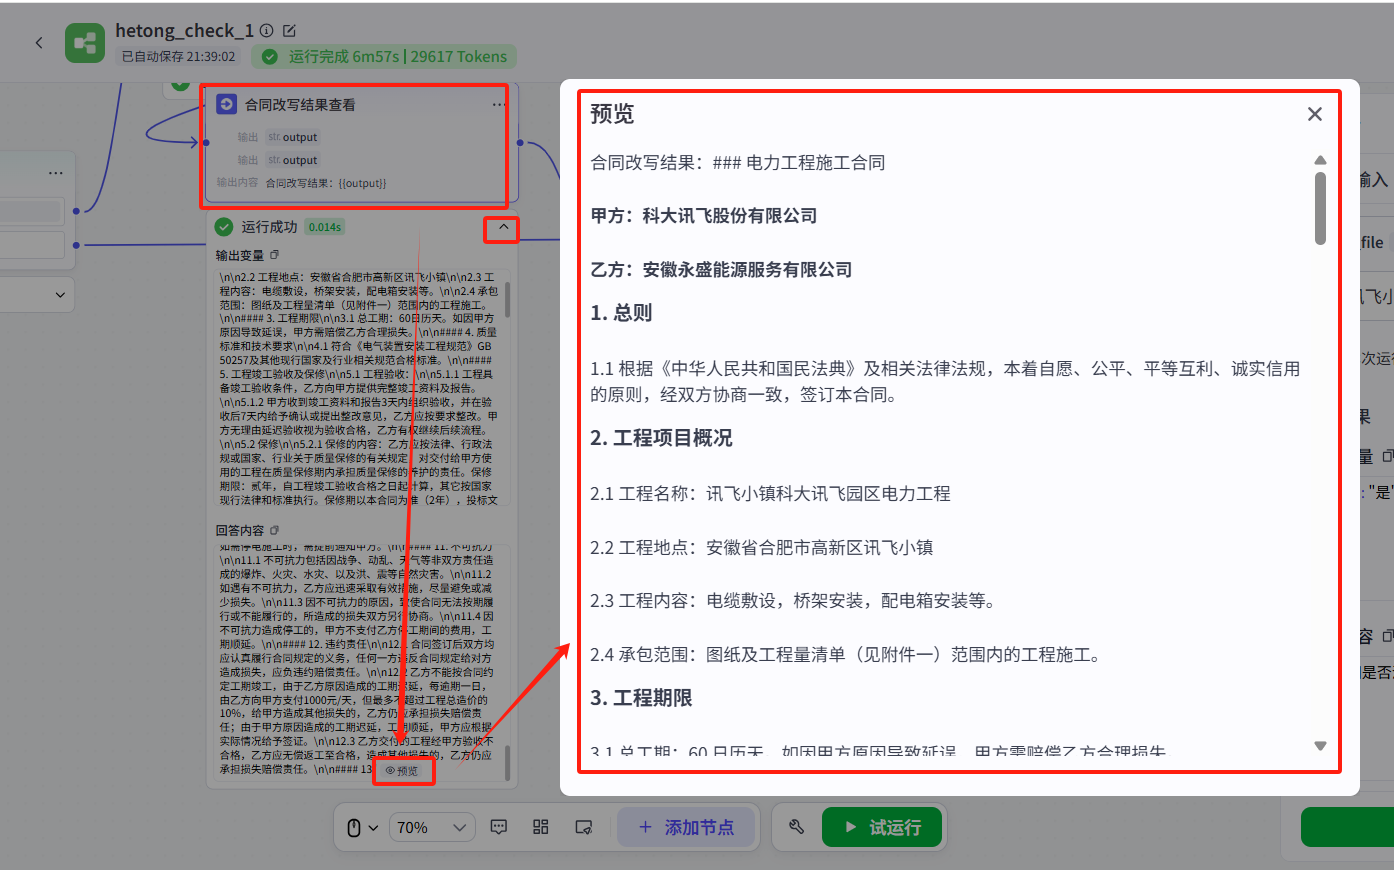 hetong_check_1
已自动保存 21:39:02
运行完成 6m57s | 29617 Tokens
合同改写结果查看
输出 str. output
输出 str. output
输出内容 合同改写结果：{{output}}
运行成功 0.014s
输出变量
\n\n2.2 工程地点：安徽省合肥市高新区讯飞小镇\n\n2.3 工
程内容：电缆敷设，桥架安装，配电箱安装等。\n\n2.4 承包
范围：图纸及工程量清单（见附件一）范围内的工程施工。
\n\n#### 3. 工程期限\n\n3.1 总工期：60日历天。如因甲方
原因导致延误，甲方需赔偿乙方合理损失。\n\n#### 4. 质量
标准和技术要求\n\n4.1 符合《电气装置安装工程规范》GB
50257及其他现行国家及行业相关规范合格标准。\n\n####
5. 工程竣工验收及保修\n\n5.1 工程验收：\n\n5.1.1 工程具
备竣工验收条件，乙方向甲方提供完整竣工资料及报告。
\n\n5.1.2 甲方收到竣工资料和报告3天内组织验收，并在验
收后7天内给予确认或提出整改意见，乙方应按要求整改。甲
方无理由延迟验收视为验收合格，乙方有权继续后续流程。
\n\n5.2 保修\n\n5.2.1 保修的内容：乙方应按法律、行政法
规或国家、行业关于质量保修的有关规定，对交付给甲方使
用的工程在质量保修期内承担质量保修的养护的责任。保修
期限：贰年，自工程竣工验收合格之日起计算，其它按国家
现行法律和标准执行。保修期以本合同为准（2年），投标文
回答内容
如需停电施工时，需提前通知甲方。\n\n#### 11. 不可抗力
\n\n11.1 不可抗力包括因战争、动乱、天气等非双方责任造
成的爆炸、火灾、水灾、以及洪、震等自然灾害。\n\n11.2
如遇有不可抗力，乙方应迅速采取有效措施，尽量避免或减
少损失。\n\n11.3 因不可抗力的原因，致使合同无法按期履
行或不能履行的，所造成的损失双方另行协商。\n\n11.4 因
不可抗力造成停工的，甲方不支付乙方停工期间的费用，工
期顺延。\n\n#### 12. 违约责任\n\n12.1 合同签订后双方均
应认真履行合同规定的义务，任何一方违反合同规定给对方
造成损失，应负违约赔偿责任。\n\n12.2 乙方不能按合同约
定工期竣工，由于乙方原因造成的工期迟延，每逾期一日，
由乙方向甲方支付1000元/天，但最多不超过工程总造价的
10%，给甲方造成其他损失的，乙方仍应承担损失赔偿责
任；由于甲方原因造成的工期迟延，工期顺延，甲方应根据
实际情况给予签证。\n\n12.3 乙方交付的工程经甲方验收不
合格，乙方应无偿返工至合格，造成其他损失的，乙方仍应
承担损失赔偿责任。\n\n#### 13
预览
预览
合同改写结果：### 电力工程施工合同
甲方：科大讯飞股份有限公司
乙方：安徽永盛能源服务有限公司
1. 总则
1.1 根据《中华人民共和国民法典》及相关法律法规，本着自愿、公平、平等互利、诚实信用
的原则，经双方协商一致，签订本合同。
2. 工程项目概况
2.1 工程名称：讯飞小镇科大讯飞园区电力工程
2.2 工程地点：安徽省合肥市高新区讯飞小镇
2.3 工程内容：电缆敷设，桥架安装，配电箱安装等。
2.4 承包范围：图纸及工程量清单（见附件一）范围内的工程施工。
3. 工程期限
3.1 总工期：60 日历天。如因甲方原因导致延误，甲方需赔偿乙方合理损失
输入
file
飞小
次运行
果
量
: "是"
容
是否
70%
添加节点
试运行